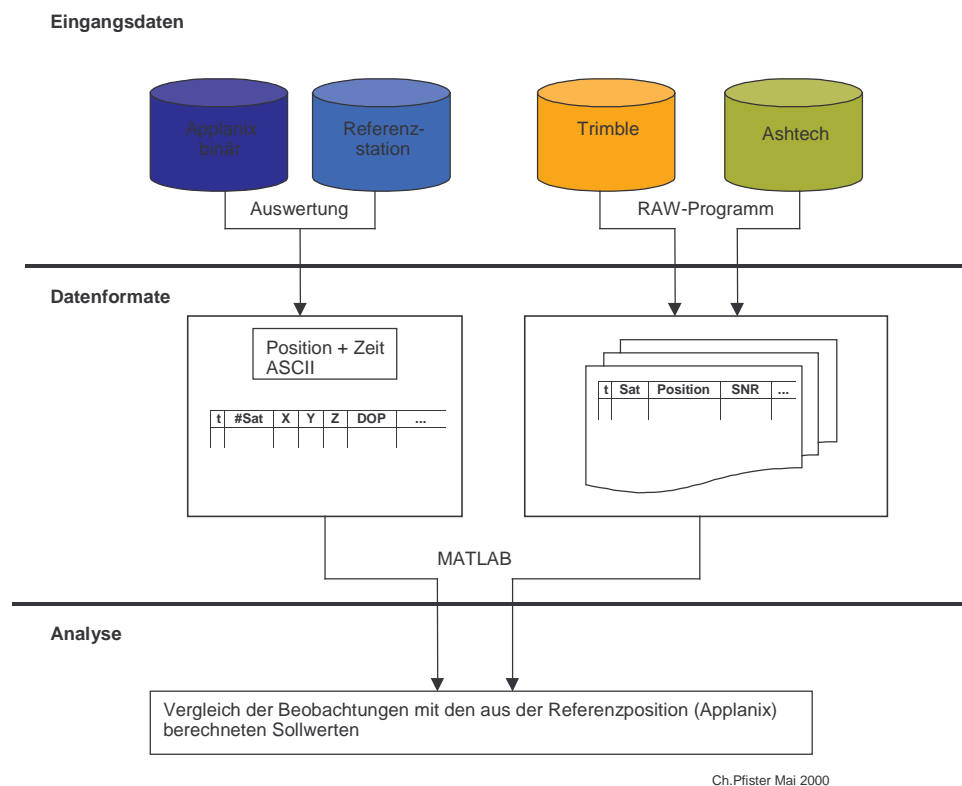 Eingangsdaten
Applanix
binär
Referenz-
station
Trimble
Ashtech
Auswertung
RAW-Programm
Datenformate
Position + Zeit
ASCII
t #Sat X Y Z DOP ...
t Sat Position SNR ...
MATLAB
Analyse
Vergleich der Beobachtungen mit den aus der Referenzposition (Applanix)
berechneten Sollwerten
Ch.Pfister Mai 2000